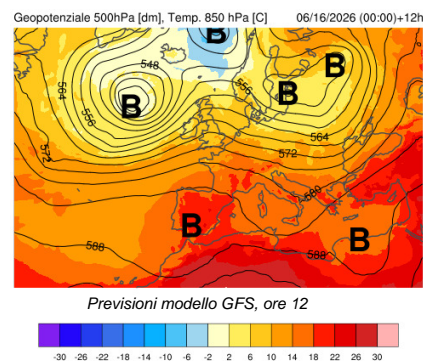 Geopotenziale 500hPa [dm], Temp. 850 hPa [C] 06/16/2026 (00:00)+12h
B
B
548
556
B
564
B
556
564
572
572
580
B
B
588
588
Previsioni modello GFS, ore 12
-30 -26 -22 -18 -14 -10 -6 -2 2 6 10 14 18 22 26 30